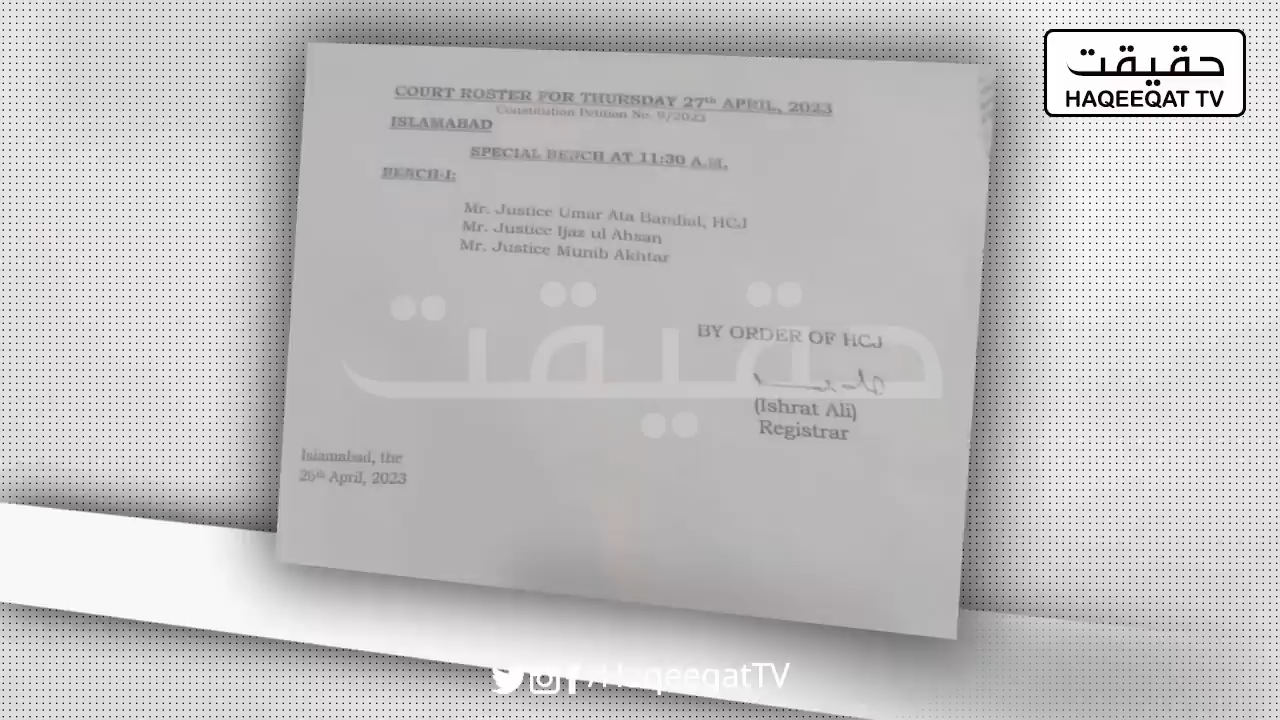 حقیقت
HAQEEQAT TV
COURT ROSTER FOR THURSDAY 27th APRIL, 2023
Constitution Petition No. 9/2023
ISLAMABAD
SPECIAL BENCH AT 11:30 A.M.
BENCH-I:
Mr. Justice Umar Ata Bandial, HCJ
Mr. Justice Ijaz ul Ahsan
Mr. Justice Munib Akhtar
حقیقت
BY ORDER OF HCJ
(Ishrat Ali)
Registrar
Islamabad, the
26th April, 2023
/HaqeeqatTV